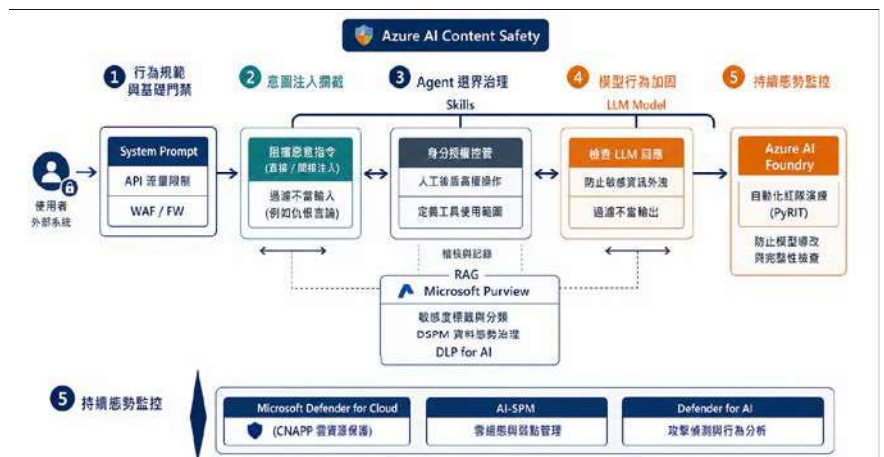 Azure AI Content Safety
1 行為規範
與基礎門禁
2 意圖注入攔截
3 Agent 邊界治理
Skills
4 模型行為加固
LLM Model
5 持續態勢監控
使用者
外部系統
System Prompt
API 流量限制
WAF / FW
阻擋惡意指令
(直接 / 間接注入)
過濾不當輸入
(例如仇恨言論)
身分授權控管
人工後盾高權操作
定義工具使用範圍
檢查 LLM 回應
防止敏感資訊外洩
過濾不當輸出
Azure AI
Foundry
自動化紅隊演練
(PyRIT)
防止模型竄改
與完整性檢查
稽核與記錄
RAG
Microsoft Purview
敏感度標籤與分類
DSPM 資料態勢治理
DLP for AI
5 持續態勢監控
Microsoft Defender for Cloud
(CNAPP 雲資源保護)
AI-SPM
雲組態與弱點管理
Defender for AI
攻擊偵測與行為分析